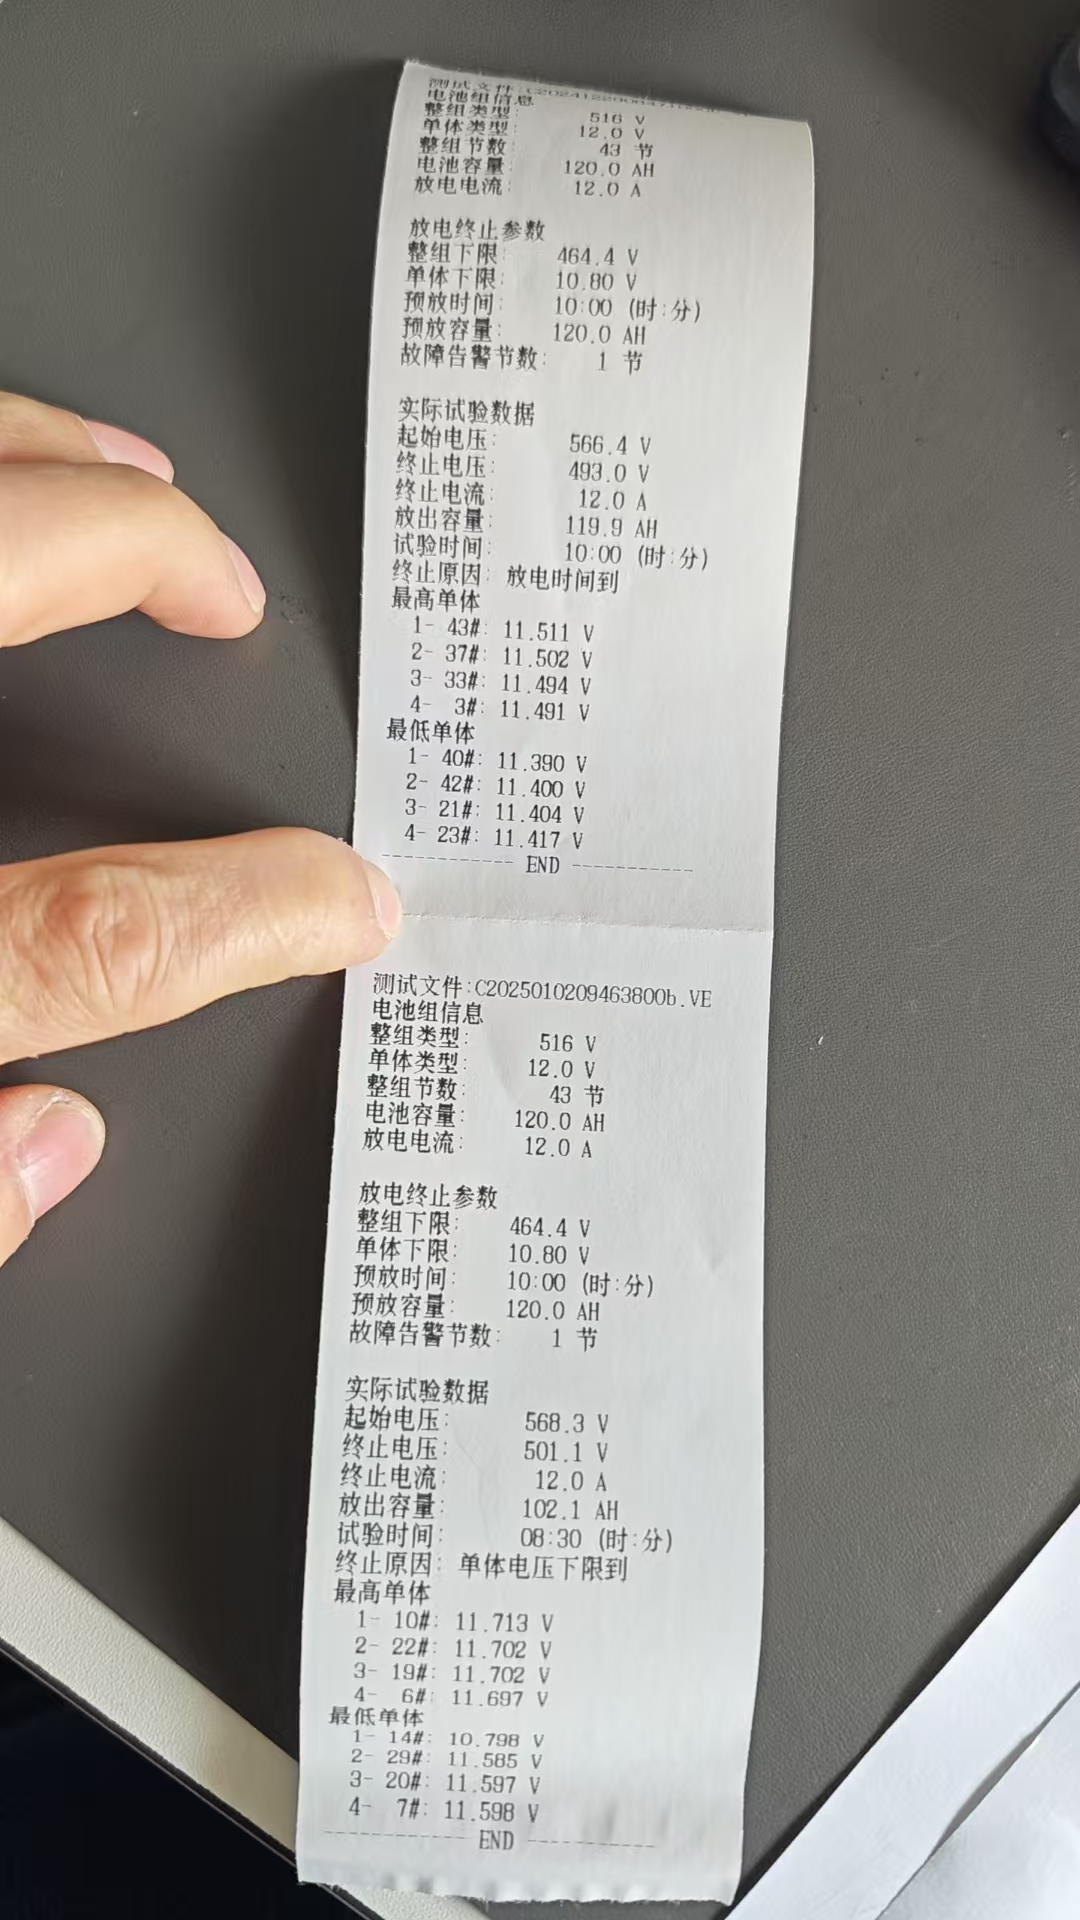 测试文件:
电池组信息
整组类型: 516 V
单体类型: 12.0 V
整组节数: 43 节
电池容量: 120.0 AH
放电电流: 12.0 A
放电终止参数
整组下限: 464.4 V
单体下限: 10.80 V
预放时间: 10:00 (时:分)
预放容量: 120.0 AH
故障告警节数: 1 节
实际试验数据
起始电压: 566.4 V
终止电压: 493.0 V
终止电流: 12.0 A
放出容量: 119.9 AH
试验时间: 10:00 (时:分)
终止原因: 放电时间到
最高单体
1- 43#: 11.511 V
2- 37#: 11.502 V
3- 33#: 11.494 V
4- 3#: 11.491 V
最低单体
1- 40#: 11.390 V
2- 42#: 11.400 V
3- 21#: 11.404 V
4- 23#: 11.417 V
------------ END ------------
测试文件:C2025010209463800b.VE
电池组信息
整组类型: 516 V
单体类型: 12.0 V
整组节数: 43 节
电池容量: 120.0 AH
放电电流: 12.0 A
放电终止参数
整组下限: 464.4 V
单体下限: 10.80 V
预放时间: 10:00 (时:分)
预放容量: 120.0 AH
故障告警节数: 1 节
实际试验数据
起始电压: 568.3 V
终止电压: 501.1 V
终止电流: 12.0 A
放出容量: 102.1 AH
试验时间: 08:30 (时:分)
终止原因: 单体电压下限到
最高单体
1- 10#: 11.713 V
2- 22#: 11.702 V
3- 19#: 11.702 V
4- 6#: 11.697 V
最低单体
1- 14#: 10.798 V
2- 29#: 11.585 V
3- 20#: 11.597 V
4- 7#: 11.598 V
------------ END ------------